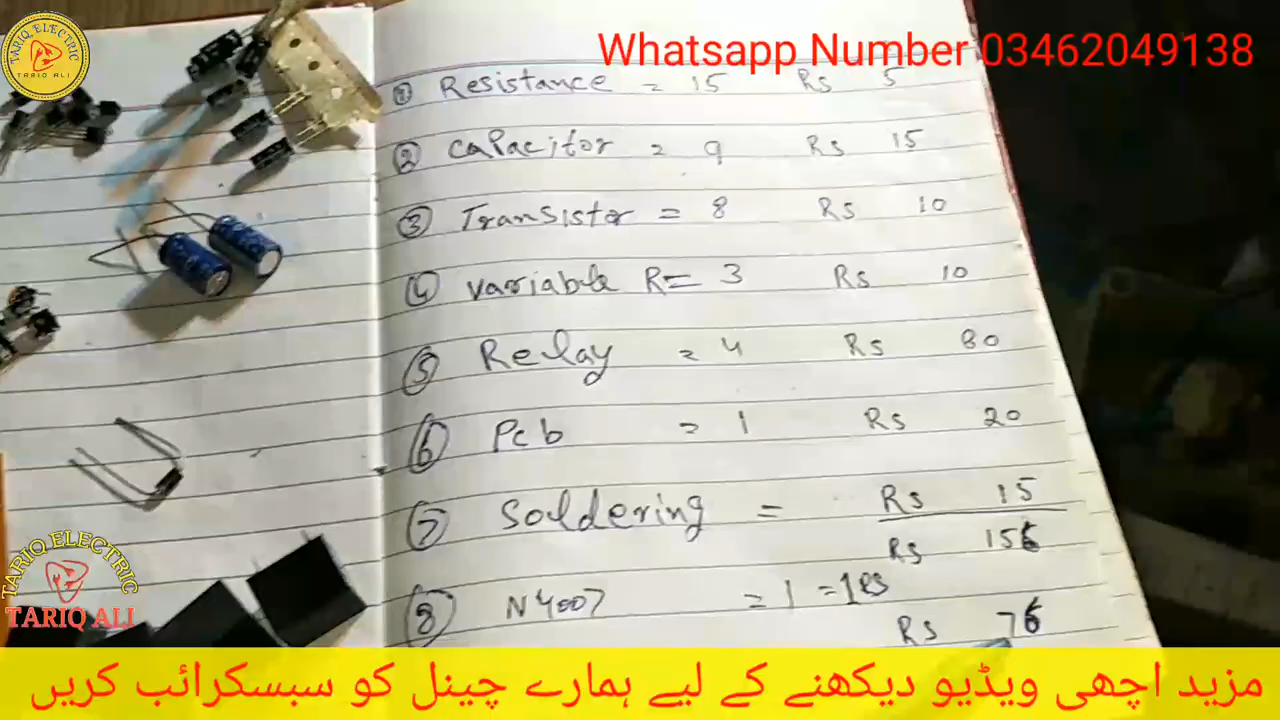 TARIQ ELECTRIC
TARIQ ALI
Whatsapp Number 03462049138
① Resistance = 15 Rs 5
② Capacitor = 9 Rs 15
③ Transistor = 8 Rs 10
④ variable R= 3 Rs 10
⑤ Relay = 4 Rs 80
⑥ Pcb = 1 Rs 20
⑦ Soldering = Rs 15
Rs 156
⑧ N4007 = 1 = 1Rs
Rs 76
TARIQ ELECTRIC
TARIQ ALI
مزید اچھی ویڈیو دیکھنے کے لیے ہمارے چینل کو سبسکرائب کریں